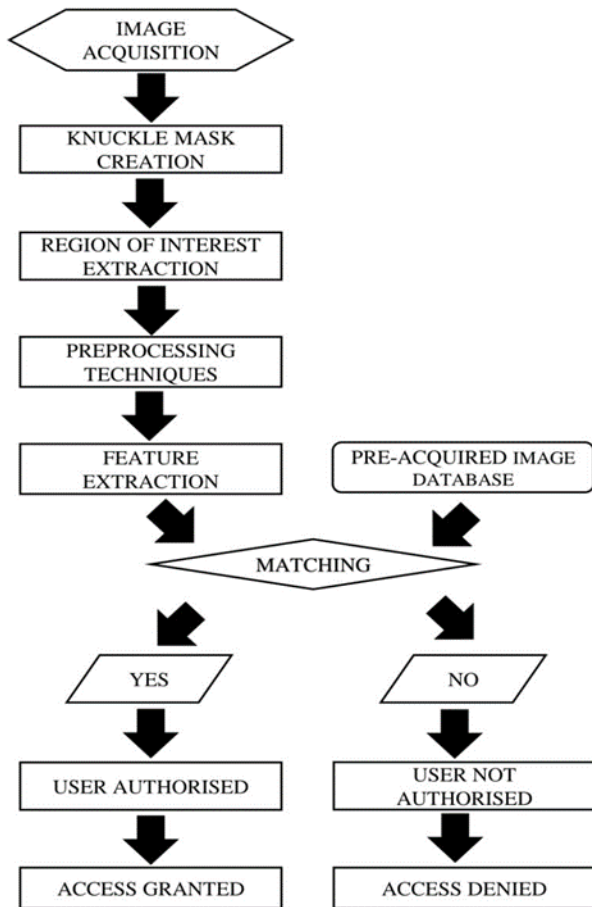 IMAGE
ACQUISITION
KNUCKLE MASK
CREATION
REGION OF INTEREST
EXTRACTION
PREPROCESSING
TECHNIQUES
FEATURE
EXTRACTION
PRE-ACQUIRED IMAGE
DATABASE
MATCHING
YES
NO
USER AUTHORISED
USER NOT
AUTHORISED
ACCESS GRANTED
ACCESS DENIED